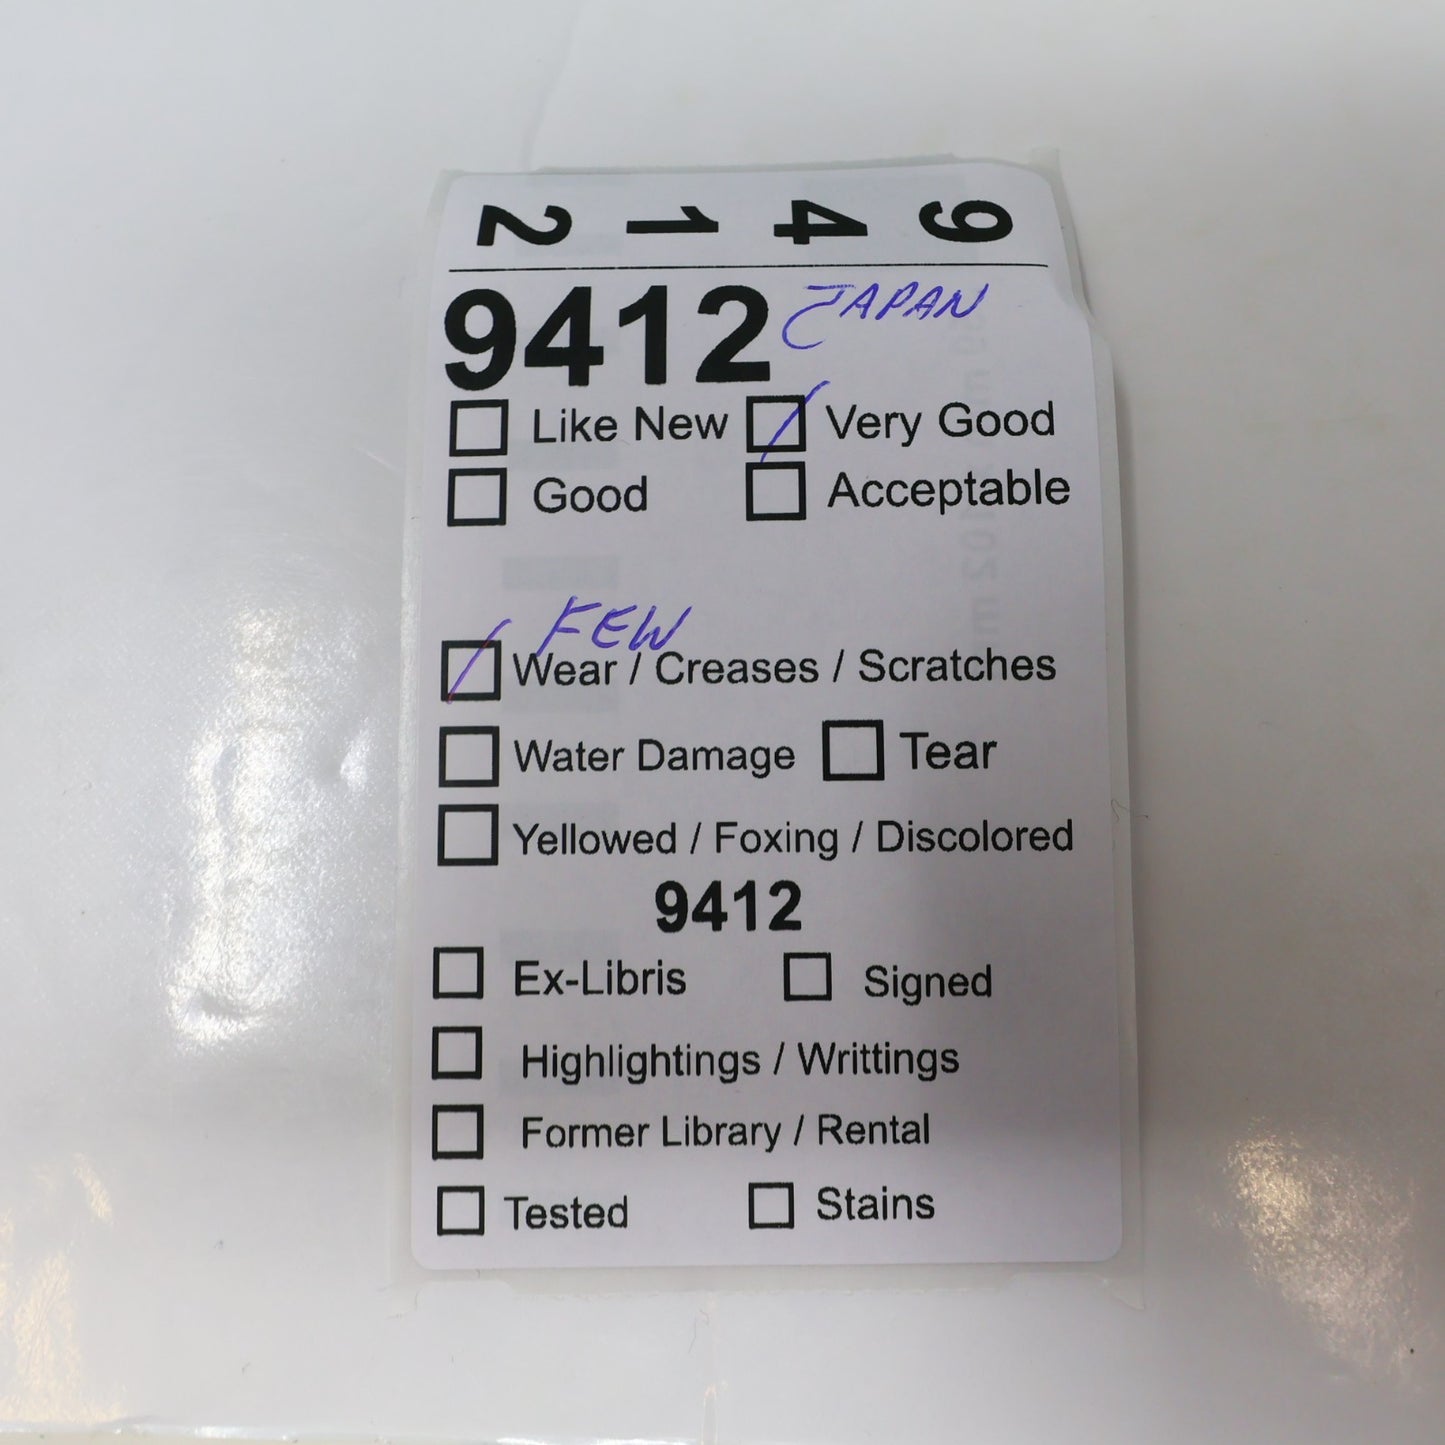 2 1 4 9
9412 JAPAN
Like New Very Good
Good Acceptable
FEW
Wear / Creases / Scratches
Water Damage Tear
Yellowed / Foxing / Discolored
9412
Ex-Libris Signed
Highlightings / Writtings
Former Library / Rental
Tested Stains